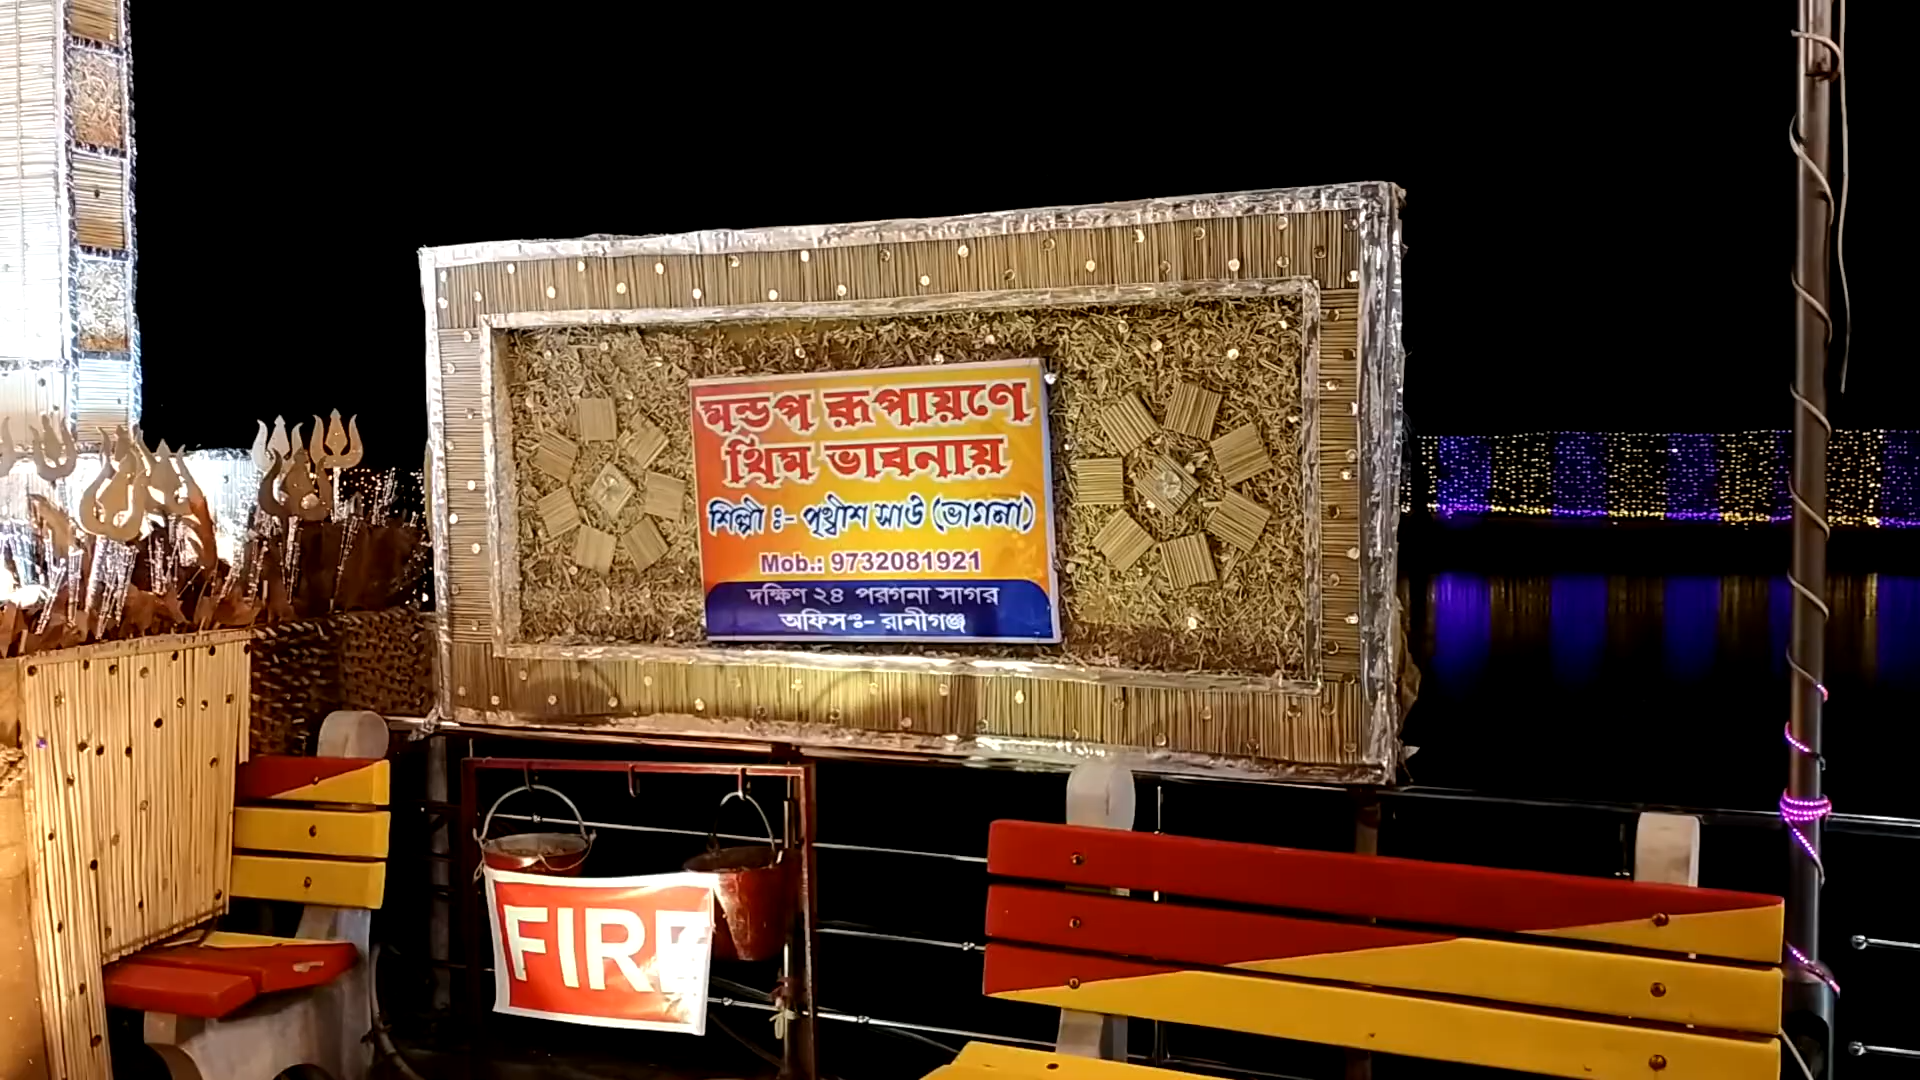 মন্ডপ রূপায়ণে
থিম ভাবনায়
শিল্পী ঃ- পৃথ্বীশ সাউ (ভাগনা)
Mob.: 9732081921
দক্ষিণ ২৪ পরগনা সাগর
অফিস ঃ- রানীগঞ্জ
FIRE